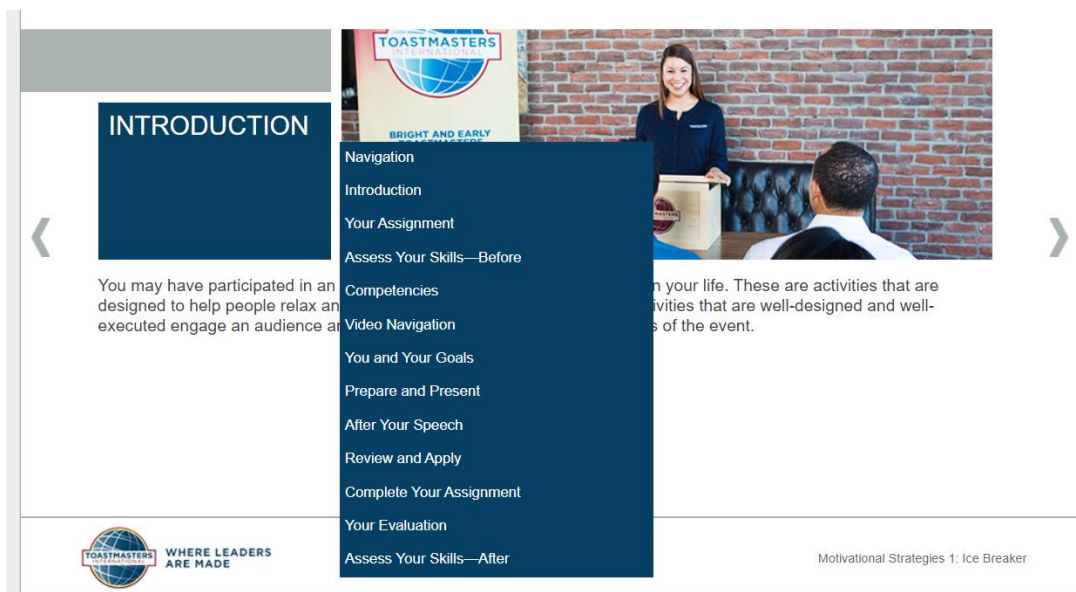 TOASTMASTERS
INTERNATIONAL
BRIGHT AND EARLY
INTRODUCTION
Navigation
Introduction
Your Assignment
Assess Your Skills—Before
Competencies
Video Navigation
You and Your Goals
Prepare and Present
After Your Speech
Review and Apply
Complete Your Assignment
Your Evaluation
Assess Your Skills—After
You may have participated in an n your life. These are activities that are
designed to help people relax an ivities that are well-designed and well-
executed engage an audience a s of the event.
TOASTMASTERS
INTERNATIONAL
WHERE LEADERS
ARE MADE
Motivational Strategies 1: Ice Breaker